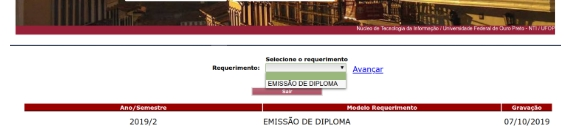 Núcleo de Tecnologia da Informação / Universidade Federal de Ouro Preto - NTI / UFOP
Selecione o requerimento
Requerimento:
Avançar
EMISSÃO DE DIPLOMA
Sair
Ano/Semestre Modelo Requerimento Gravação
2019/2 EMISSÃO DE DIPLOMA 07/10/2019